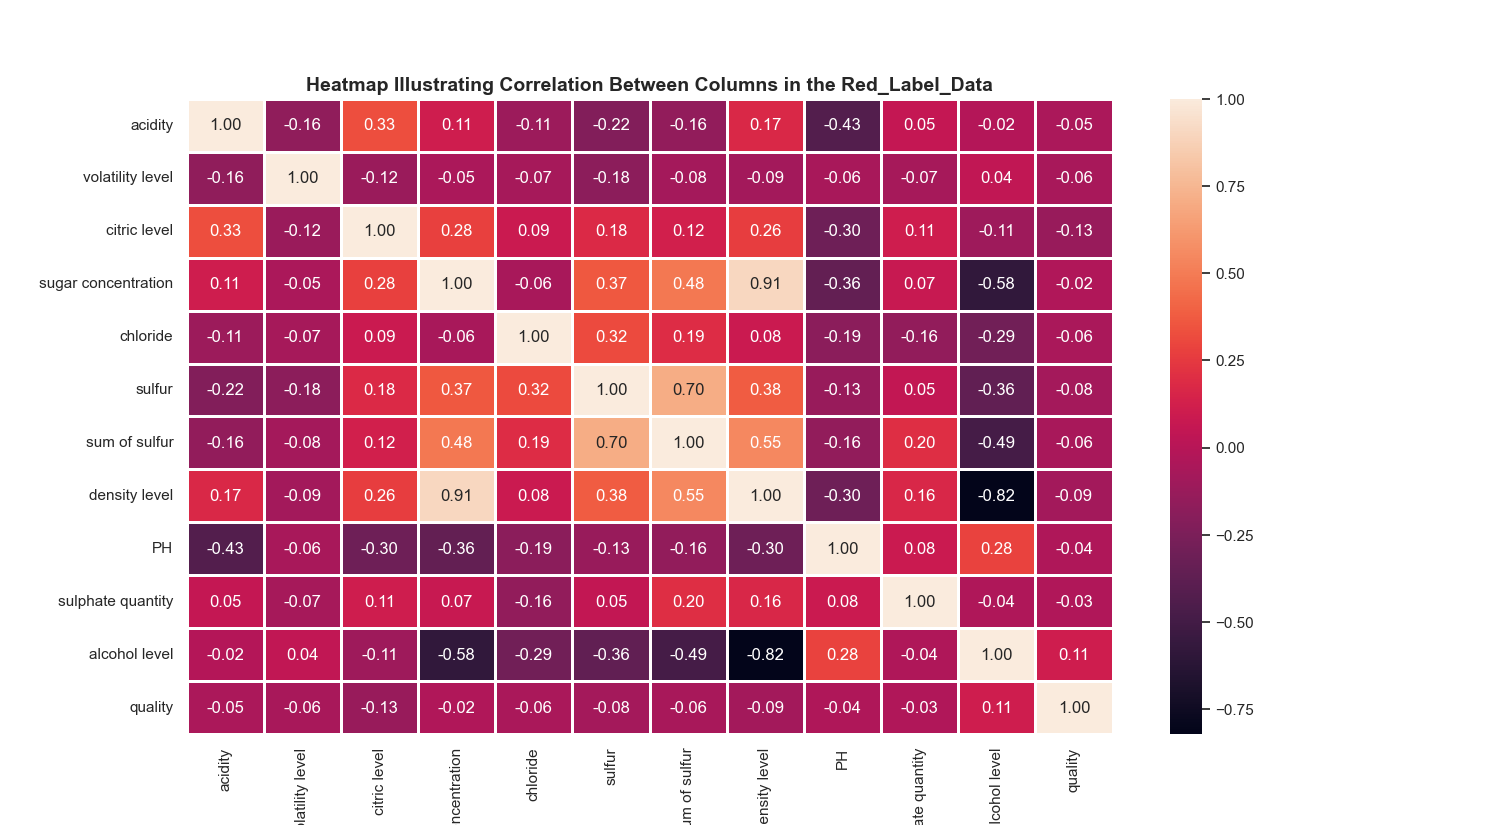 Heatmap Illustrating Correlation Between Columns in the Red_Label_Data
acidity 1.00 -0.16 0.33 0.11 -0.11 -0.22 -0.16 0.17 -0.43 0.05 -0.02 -0.05
volatility level -0.16 1.00 -0.12 -0.05 -0.07 -0.18 -0.08 -0.09 -0.06 -0.07 0.04 -0.06
citric level 0.33 -0.12 1.00 0.28 0.09 0.18 0.12 0.26 -0.30 0.11 -0.11 -0.13
sugar concentration 0.11 -0.05 0.28 1.00 -0.06 0.37 0.48 0.91 -0.36 0.07 -0.58 -0.02
chloride -0.11 -0.07 0.09 -0.06 1.00 0.32 0.19 0.08 -0.19 -0.16 -0.29 -0.06
sulfur -0.22 -0.18 0.18 0.37 0.32 1.00 0.70 0.38 -0.13 0.05 -0.36 -0.08
sum of sulfur -0.16 -0.08 0.12 0.48 0.19 0.70 1.00 0.55 -0.16 0.20 -0.49 -0.06
density level 0.17 -0.09 0.26 0.91 0.08 0.38 0.55 1.00 -0.30 0.16 -0.82 -0.09
PH -0.43 -0.06 -0.30 -0.36 -0.19 -0.13 -0.16 -0.30 1.00 0.08 0.28 -0.04
sulphate quantity 0.05 -0.07 0.11 0.07 -0.16 0.05 0.20 0.16 0.08 1.00 -0.04 -0.03
alcohol level -0.02 0.04 -0.11 -0.58 -0.29 -0.36 -0.49 -0.82 0.28 -0.04 1.00 0.11
quality -0.05 -0.06 -0.13 -0.02 -0.06 -0.08 -0.06 -0.09 -0.04 -0.03 0.11 1.00
acidity
olatility level
citric level
ncentration
chloride
sulfur
um of sulfur
ensity level
PH
ate quantity
lcohol level
quality
1.00
0.75
0.50
0.25
0.00
−0.25
−0.50
−0.75